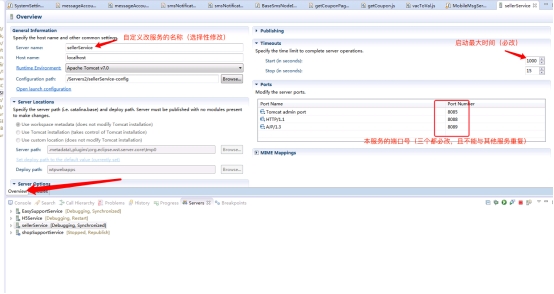 SystemSettin...
messageAccou...
messageAccou...
smsNotificat...
smsNotificat...
BaseSmsModel...
getCouponPag...
getCoupon.js
vacToVal.js
MobileMsgSer...
sellerService
Overview
General Information
Specify the host name and other common settings.
自定义改服务的名称（选择性修改）
Server name:
sellerService
Host name:
localhost
Runtime Environment:
Apache Tomcat v7.0
Configuration path:
/Servers2/sellerService-config
Browse...
Open launch configuration
Server Locations
Specify the server path (i.e. catalina.base) and deploy path. Server must be published with no modules present
to make changes.
Use workspace metadata (does not modify Tomcat installation)
Use Tomcat installation (takes control of Tomcat installation)
Use custom location (does not modify Tomcat installation)
Server path:
.metadata\.plugins\org.eclipse.wst.server.core\tmp0
Browse...
Set deploy path to the default value (currently set)
Deploy path:
wtpwebapps
Browse...
Server Options
Overview
Publishing
Timeouts
Specify the time limit to complete server operations.
启动最大时间（必改）
Start (in seconds):
1000
Stop (in seconds):
15
Ports
Modify the server ports.
Port Name
Port Number
Tomcat admin port
8005
HTTP/1.1
8088
AJP/1.3
8009
本服务的端口号（三个都必改，且不能与其他服务重复）
MIME Mappings
Console
Search
Call Hierarchy
Problems
History
Progress
Servers
Breakpoints
EasySupportService [Debugging, Synchronized]
H5Service [Debugging, Restart]
sellerService [Debugging, Synchronized]
shopSupportService [Stopped, Republish]